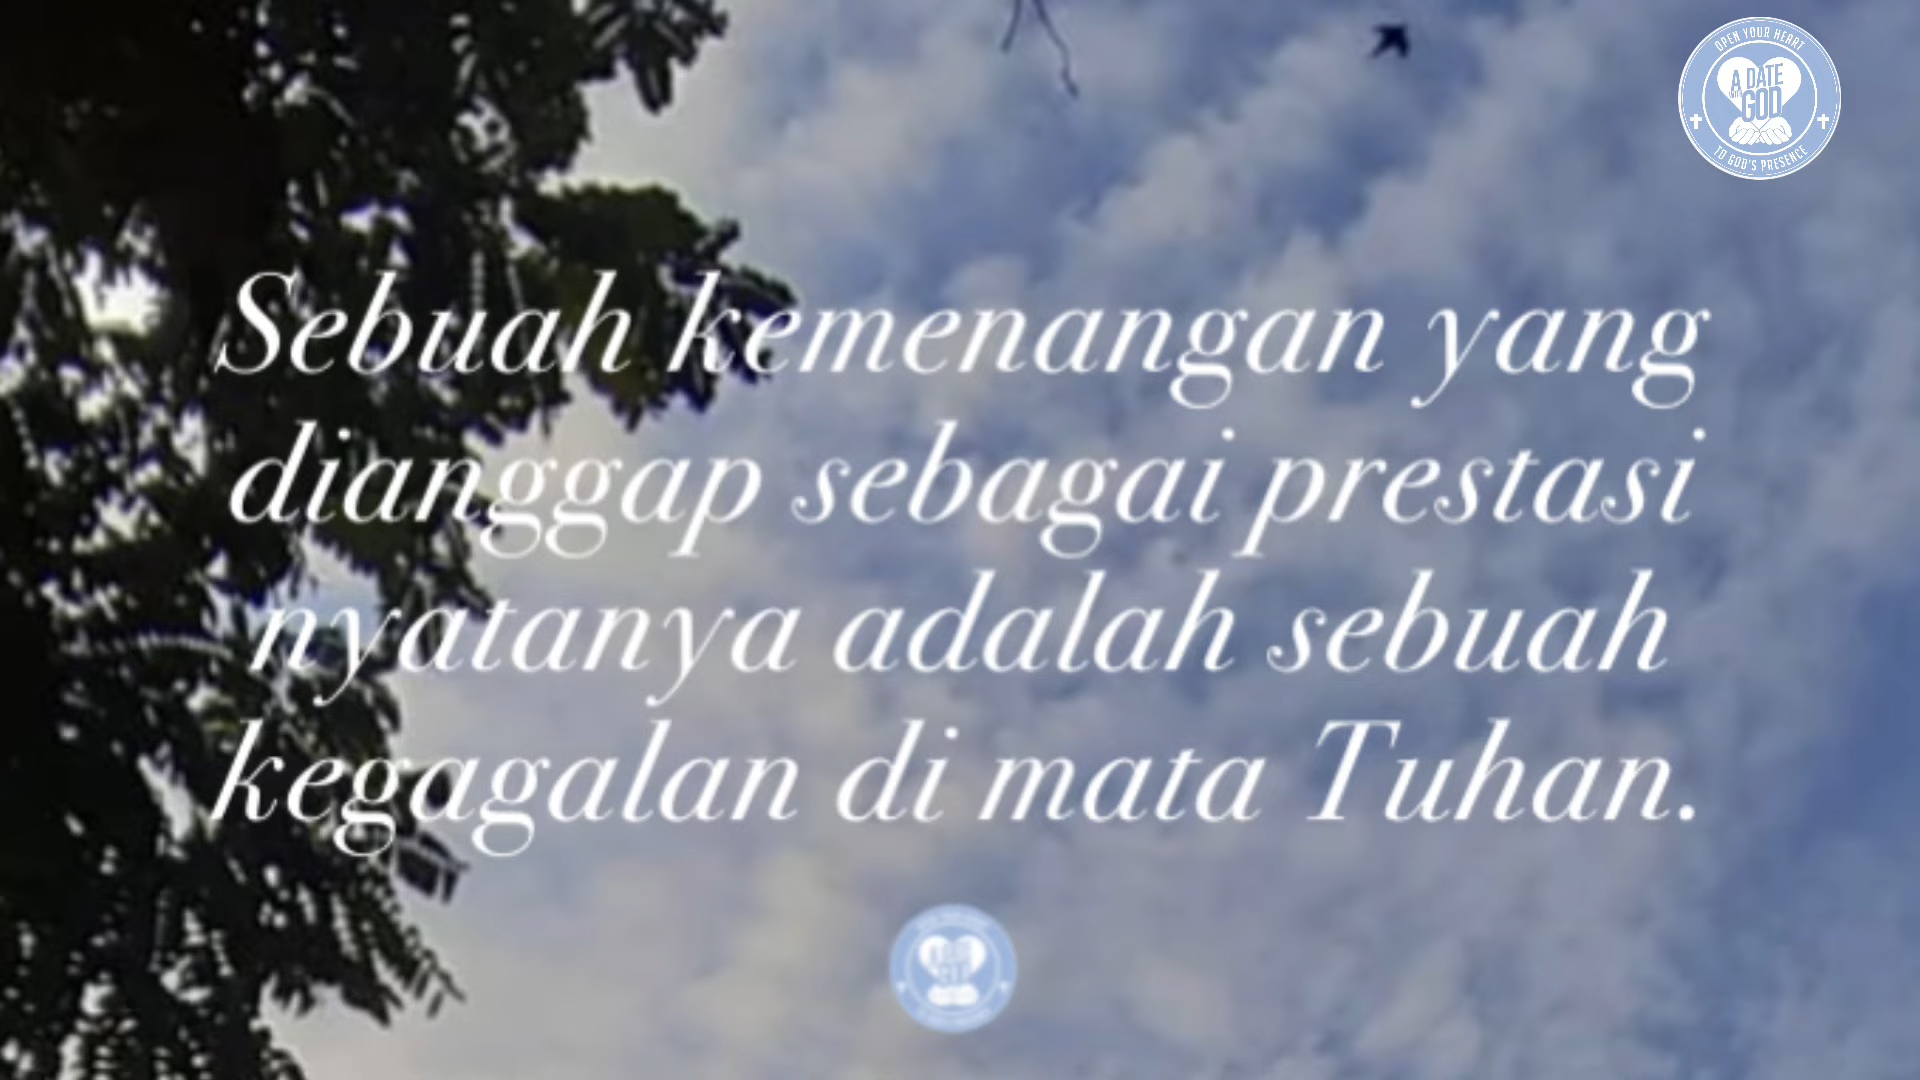 OPEN YOUR HEART
A DATE
WITH
GOD
TO GOD'S PRESENCE
Sebuah kemenangan yang
dianggap sebagai prestasi
nyatanya adalah sebuah
kegagalan di mata Tuhan.